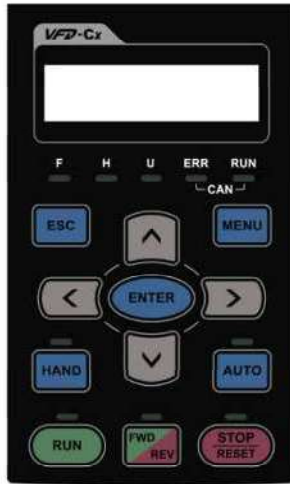 VFD-Cx
F H U ERR RUN
CAN
ESC MENU
ENTER
HAND AUTO
RUN FWD REV STOP RESET